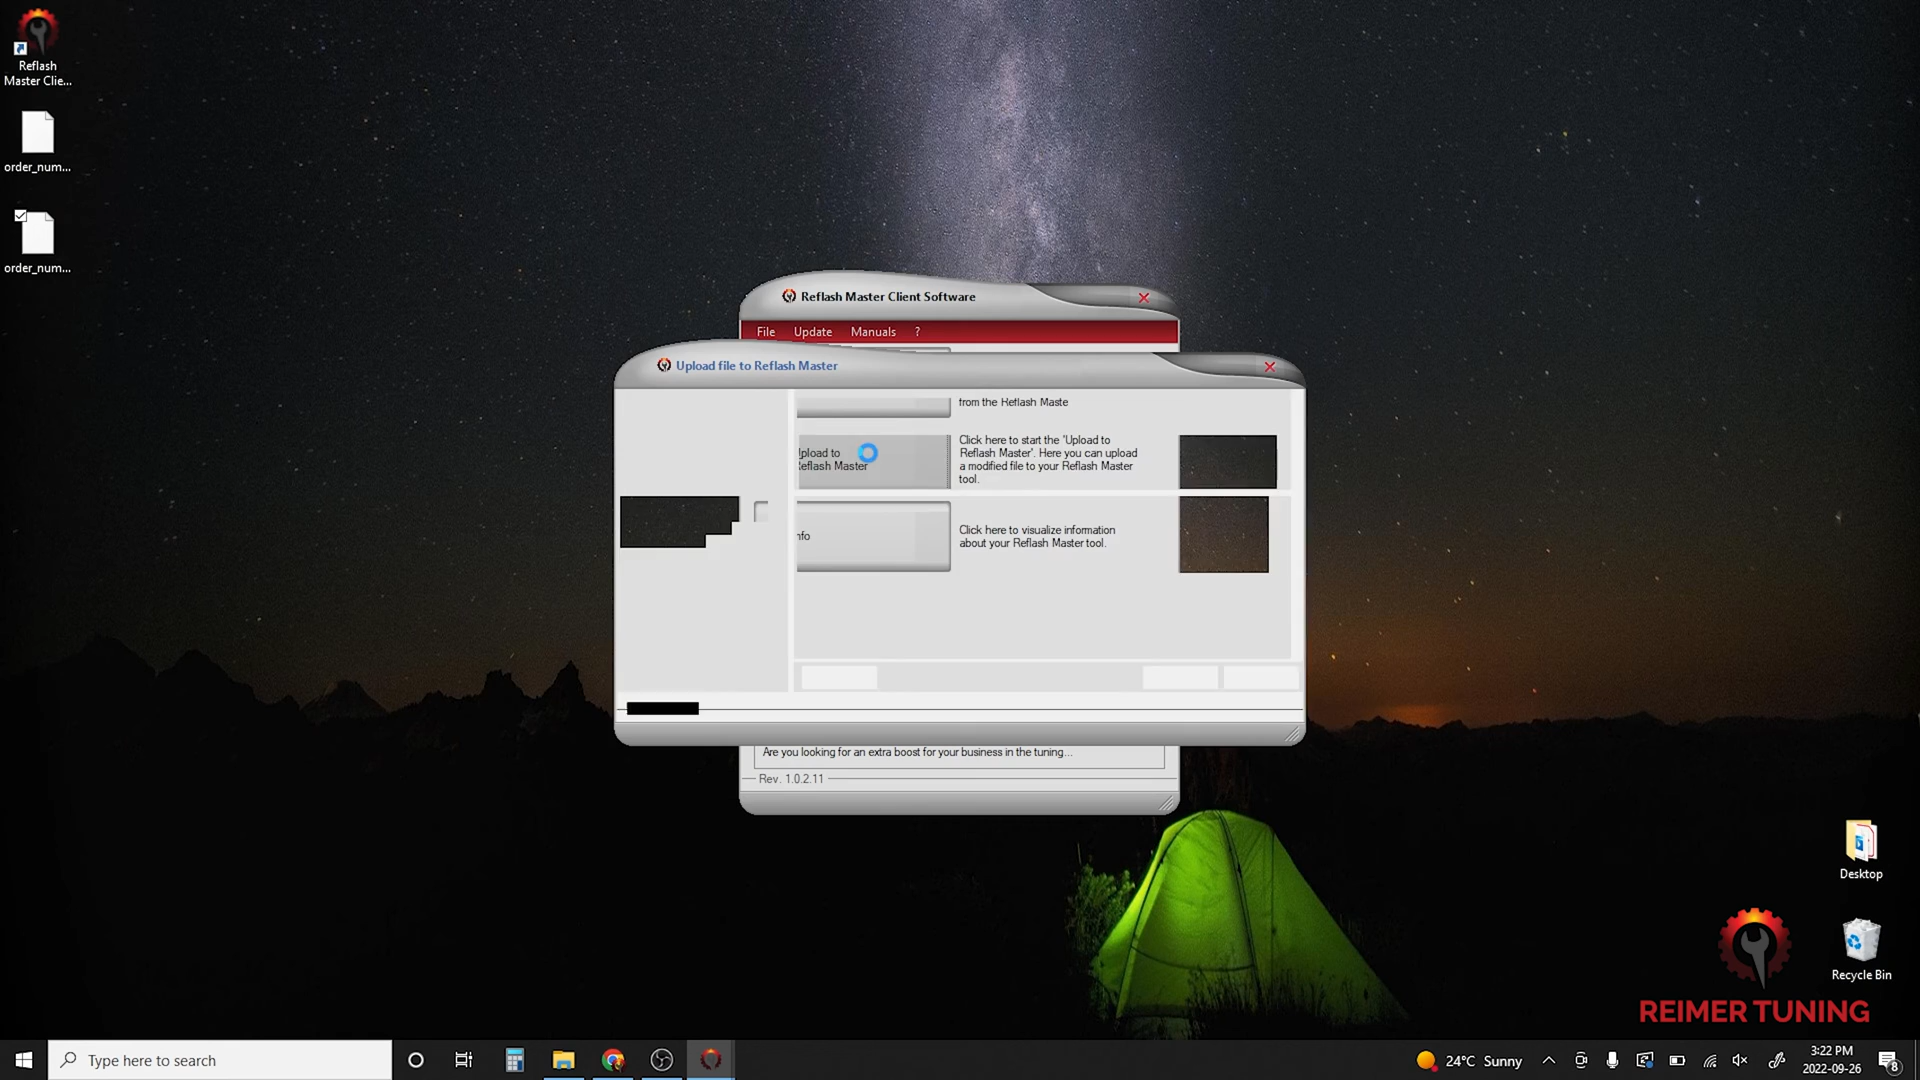 Reflash
Master Clie...
order_num...
order_num...
Reflash Master Client Software
File Update Manuals ?
Upload file to Reflash Master
from the Reflash Maste
Upload to
Reflash Master
Click here to start the 'Upload to
Reflash Master'. Here you can upload
a modified file to your Reflash Master
tool.
nfo
Click here to visualize information
about your Reflash Master tool.
Are you looking for an extra boost for your business in the tuning...
Rev. 1.0.2.11
Desktop
Recycle Bin
REIMER TUNING
Type here to search
24°C Sunny
3:22 PM
2022-09-26
8